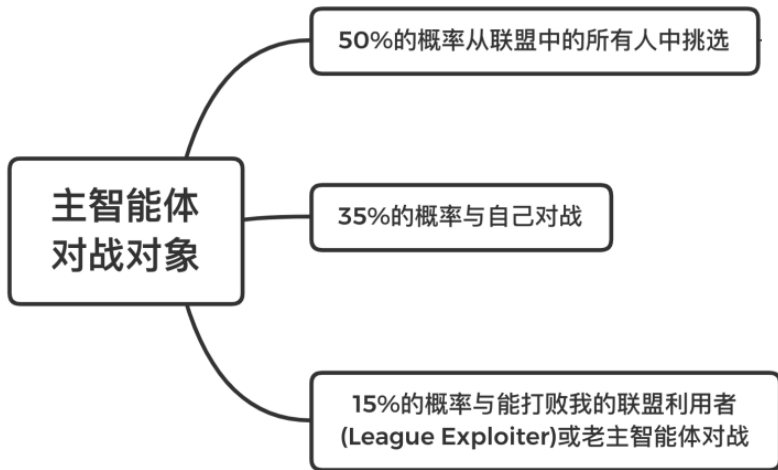 50%的概率从联盟中的所有人中挑选
主智能体
对战对象
35%的概率与自己对战
15%的概率与能打败我的联盟利用者
(League Exploiter)或老主智能体对战